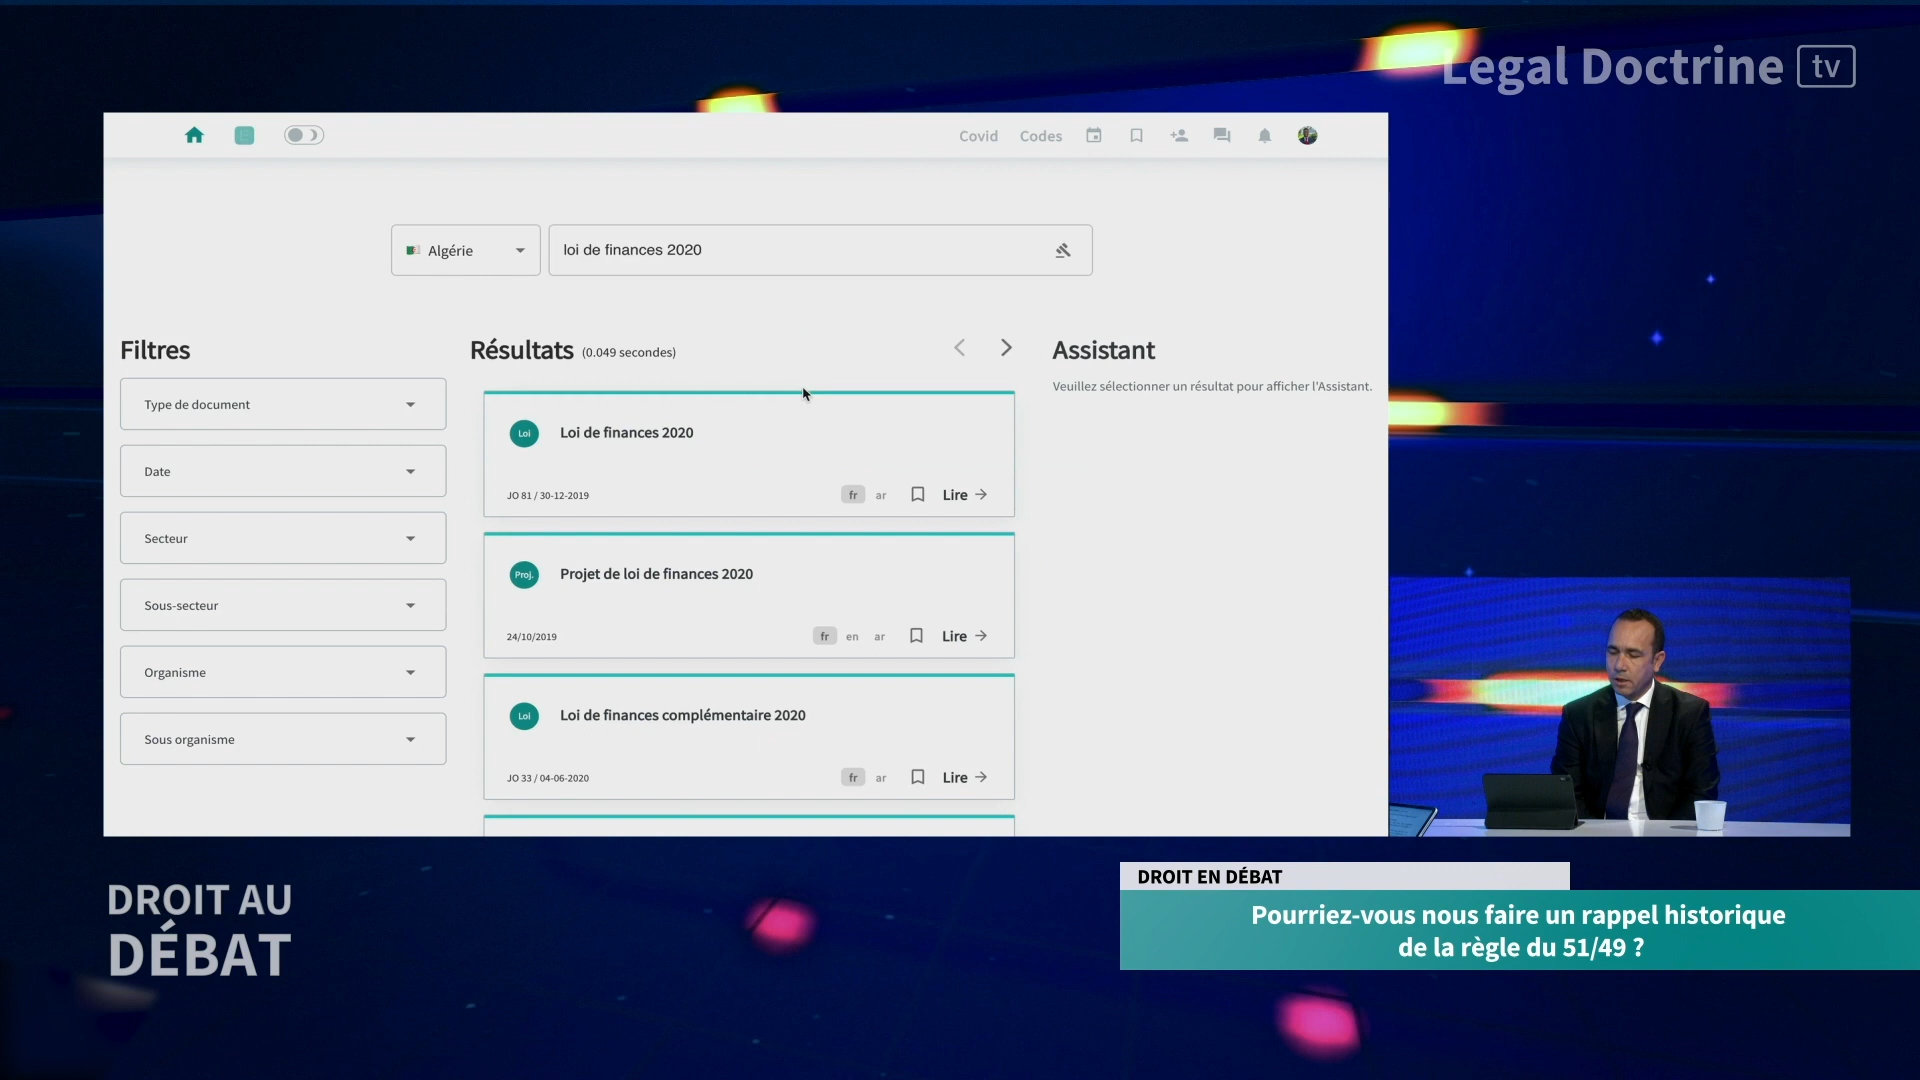 Legal Doctrine tv
Covid Codes
Algérie
loi de finances 2020
Filtres
Type de document
Date
Secteur
Sous-secteur
Organisme
Sous organisme
Résultats (0.049 secondes)
Loi Loi de finances 2020
JO 81 / 30-12-2019 fr ar Lire
Proj. Projet de loi de finances 2020
24/10/2019 fr en ar Lire
Loi Loi de finances complémentaire 2020
JO 33 / 04-06-2020 fr ar Lire
Assistant
Veuillez sélectionner un résultat pour afficher l'Assistant.
DROIT AU
DÉBAT
DROIT EN DÉBAT
Pourriez-vous nous faire un rappel historique
de la règle du 51/49 ?